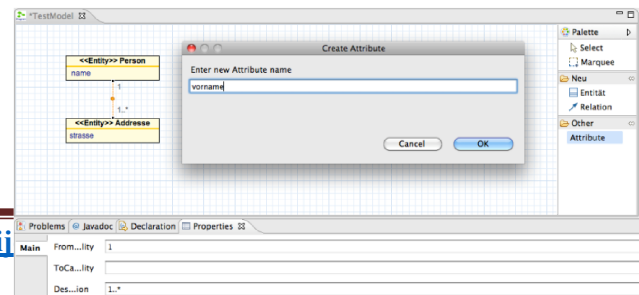 *TestModel
Palette
Create Attribute
Select
Marquee
<<Entity>> Person
name
Enter new Attribute name
vorname
Neu
1
Entität
Relation
1..*
<<Entity>> Addresse
strasse
Other
Attribute
Cancel
OK
Problems @ Javadoc Declaration Properties
Main
From...lity 1
ToCa...lity
Des...ion 1..*